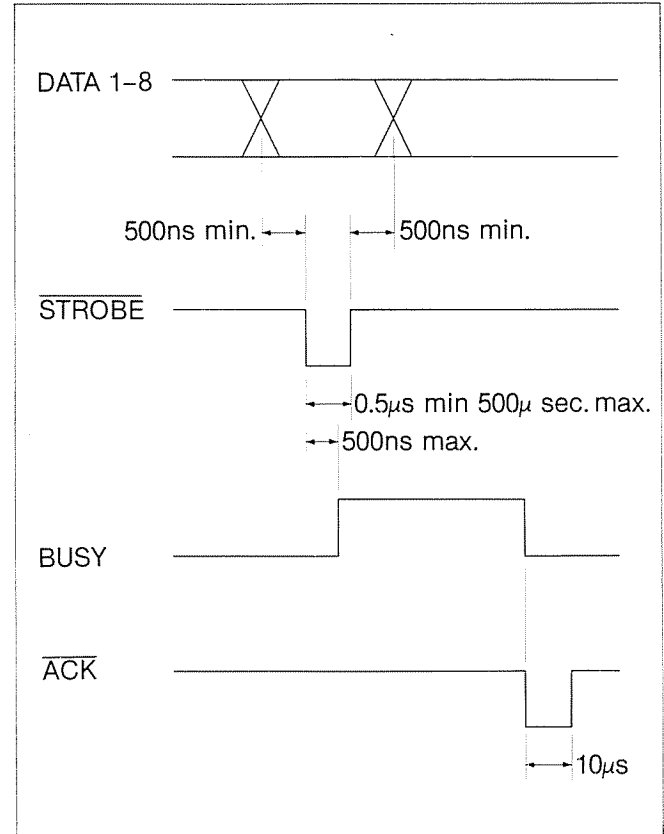 DATA 1–8
500ns min.
500ns min.
STROBE
0.5µs min 500µ sec. max.
500ns max.
BUSY
ACK
10µs